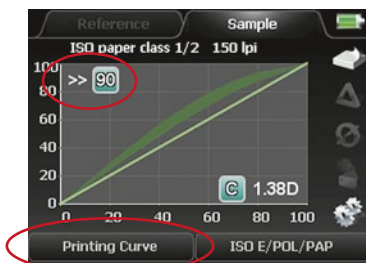 Reference Sample
ISO paper class 1/2 150 lpi
100
>> 90
80
60
40
20
C 1.38D
0
0 20 40 60 80 100
Printing Curve ISO E/POL/PAP